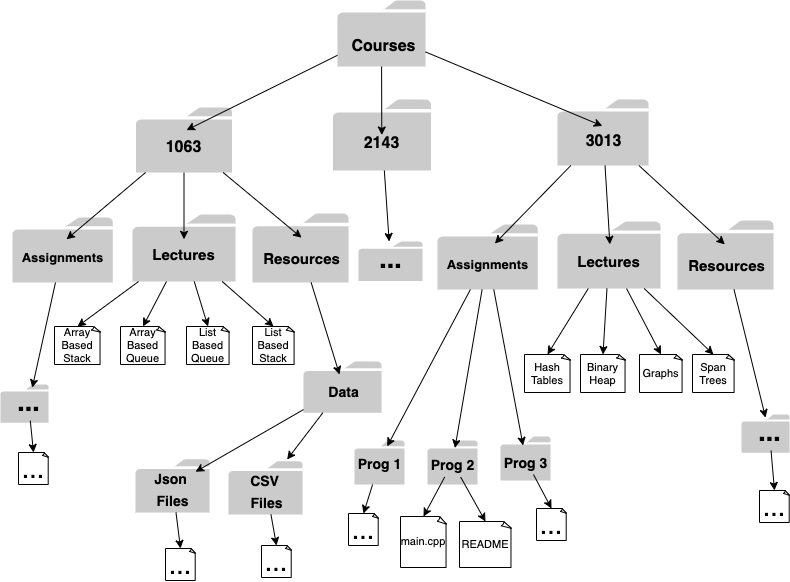 Courses
1063
2143
3013
Assignments
Lectures
Resources
...
Assignments
Lectures
Resources
Array
Based
Stack
Array
Based
Queue
List
Based
Queue
List
Based
Stack
Hash
Tables
Binary
Heap
Graphs
Span
Trees
...
Data
...
Prog 1
Prog 2
Prog 3
...
Json
Files
CSV
Files
...
...
main.cpp
README
...
...
...